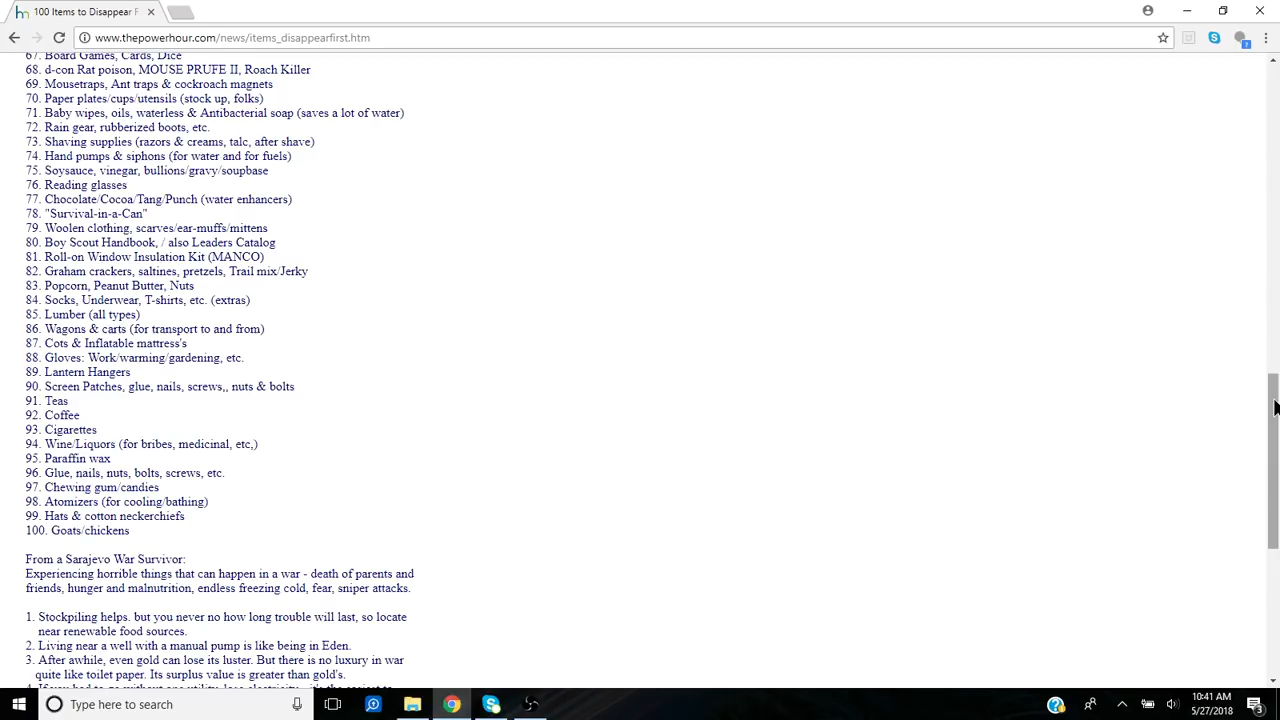 100 Items to Disappear F
www.thepowerhour.com/news/items_disappearfirst.htm
67. Board Games, Cards, Dice
68. d-con Rat poison, MOUSE PRUFE II, Roach Killer
69. Mousetraps, Ant traps & cockroach magnets
70. Paper plates/cups/utensils (stock up, folks)
71. Baby wipes, oils, waterless & Antibacterial soap (saves a lot of water)
72. Rain gear, rubberized boots, etc.
73. Shaving supplies (razors & creams, talc, after shave)
74. Hand pumps & siphons (for water and for fuels)
75. Soysauce, vinegar, bullions/gravy/soupbase
76. Reading glasses
77. Chocolate/Cocoa/Tang/Punch (water enhancers)
78. "Survival-in-a-Can"
79. Woolen clothing, scarves/ear-muffs/mittens
80. Boy Scout Handbook, / also Leaders Catalog
81. Roll-on Window Insulation Kit (MANCO)
82. Graham crackers, saltines, pretzels, Trail mix/Jerky
83. Popcorn, Peanut Butter, Nuts
84. Socks, Underwear, T-shirts, etc. (extras)
85. Lumber (all types)
86. Wagons & carts (for transport to and from)
87. Cots & Inflatable mattress's
88. Gloves: Work/warming/gardening, etc.
89. Lantern Hangers
90. Screen Patches, glue, nails, screws,, nuts & bolts
91. Teas
92. Coffee
93. Cigarettes
94. Wine/Liquors (for bribes, medicinal, etc,)
95. Paraffin wax
96. Glue, nails, nuts, bolts, screws, etc.
97. Chewing gum/candies
98. Atomizers (for cooling/bathing)
99. Hats & cotton neckerchiefs
100. Goats/chickens
From a Sarajevo War Survivor:
Experiencing horrible things that can happen in a war - death of parents and
friends, hunger and malnutrition, endless freezing cold, fear, sniper attacks.
1. Stockpiling helps. but you never no how long trouble will last, so locate
near renewable food sources.
2. Living near a well with a manual pump is like being in Eden.
3. After awhile, even gold can lose its luster. But there is no luxury in war
quite like toilet paper. Its surplus value is greater than gold's.
4. If you had to go without one utility, lose electricity - it's the easiest to
Type here to search
10:41 AM
5/27/2018